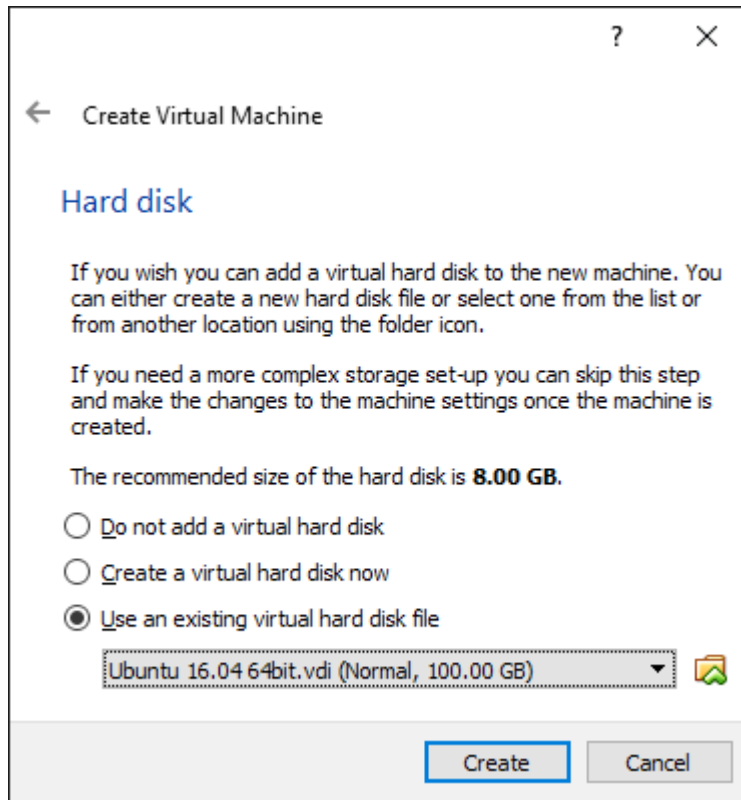 ?
Create Virtual Machine
Hard disk
If you wish you can add a virtual hard disk to the new machine. You
can either create a new hard disk file or select one from the list or
from another location using the folder icon.
If you need a more complex storage set-up you can skip this step
and make the changes to the machine settings once the machine is
created.
The recommended size of the hard disk is 8.00 GB.
Do not add a virtual hard disk
Create a virtual hard disk now
Use an existing virtual hard disk file
Ubuntu 16.04 64bit.vdi (Normal, 100.00 GB)
Create Cancel